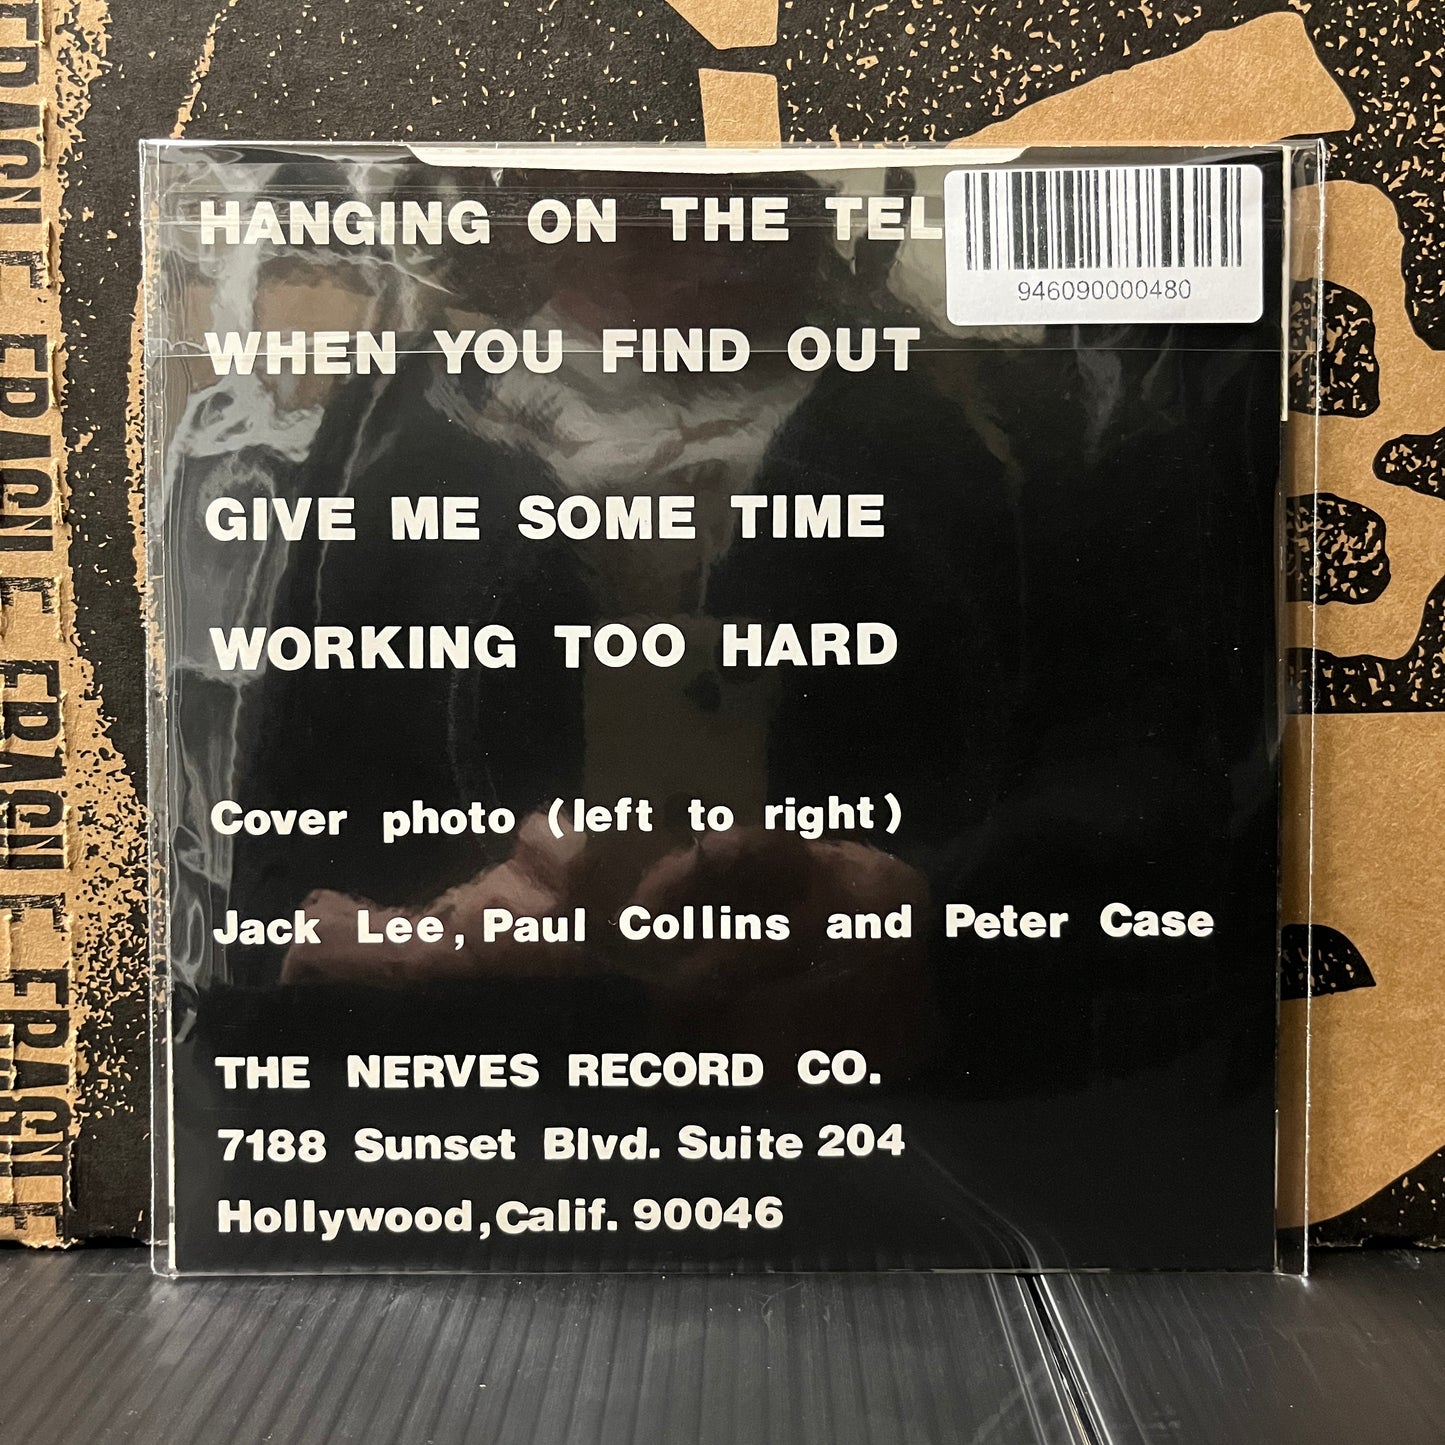 HANGING ON THE TEL
946090000480
WHEN YOU FIND OUT
GIVE ME SOME TIME
WORKING TOO HARD
Cover photo (left to right)
Jack Lee, Paul Collins and Peter Case
THE NERVES RECORD CO.
7188 Sunset Blvd. Suite 204
Hollywood, Calif. 90046